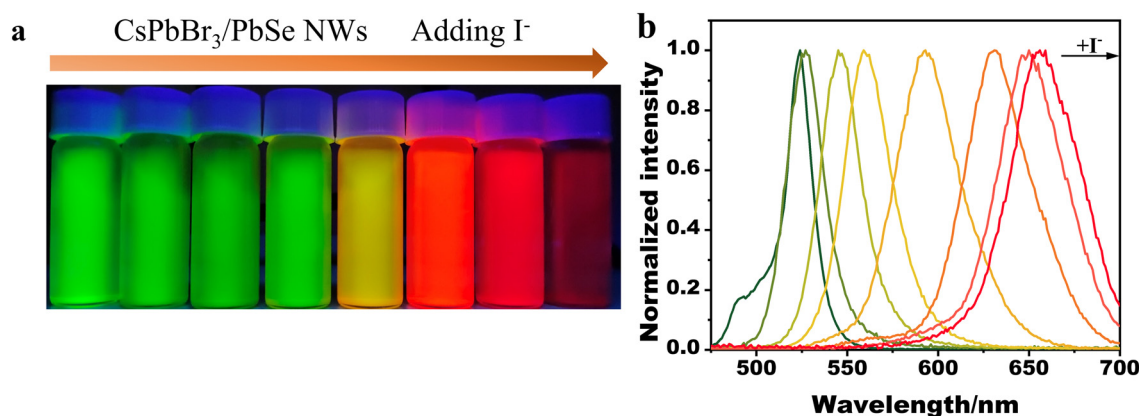 a
CsPbBr₃/PbSe NWs Adding I⁻
b
+I⁻
Normalized intensity
1.0
0.8
0.6
0.4
0.2
0.0
500 550 600 650 700
Wavelength/nm